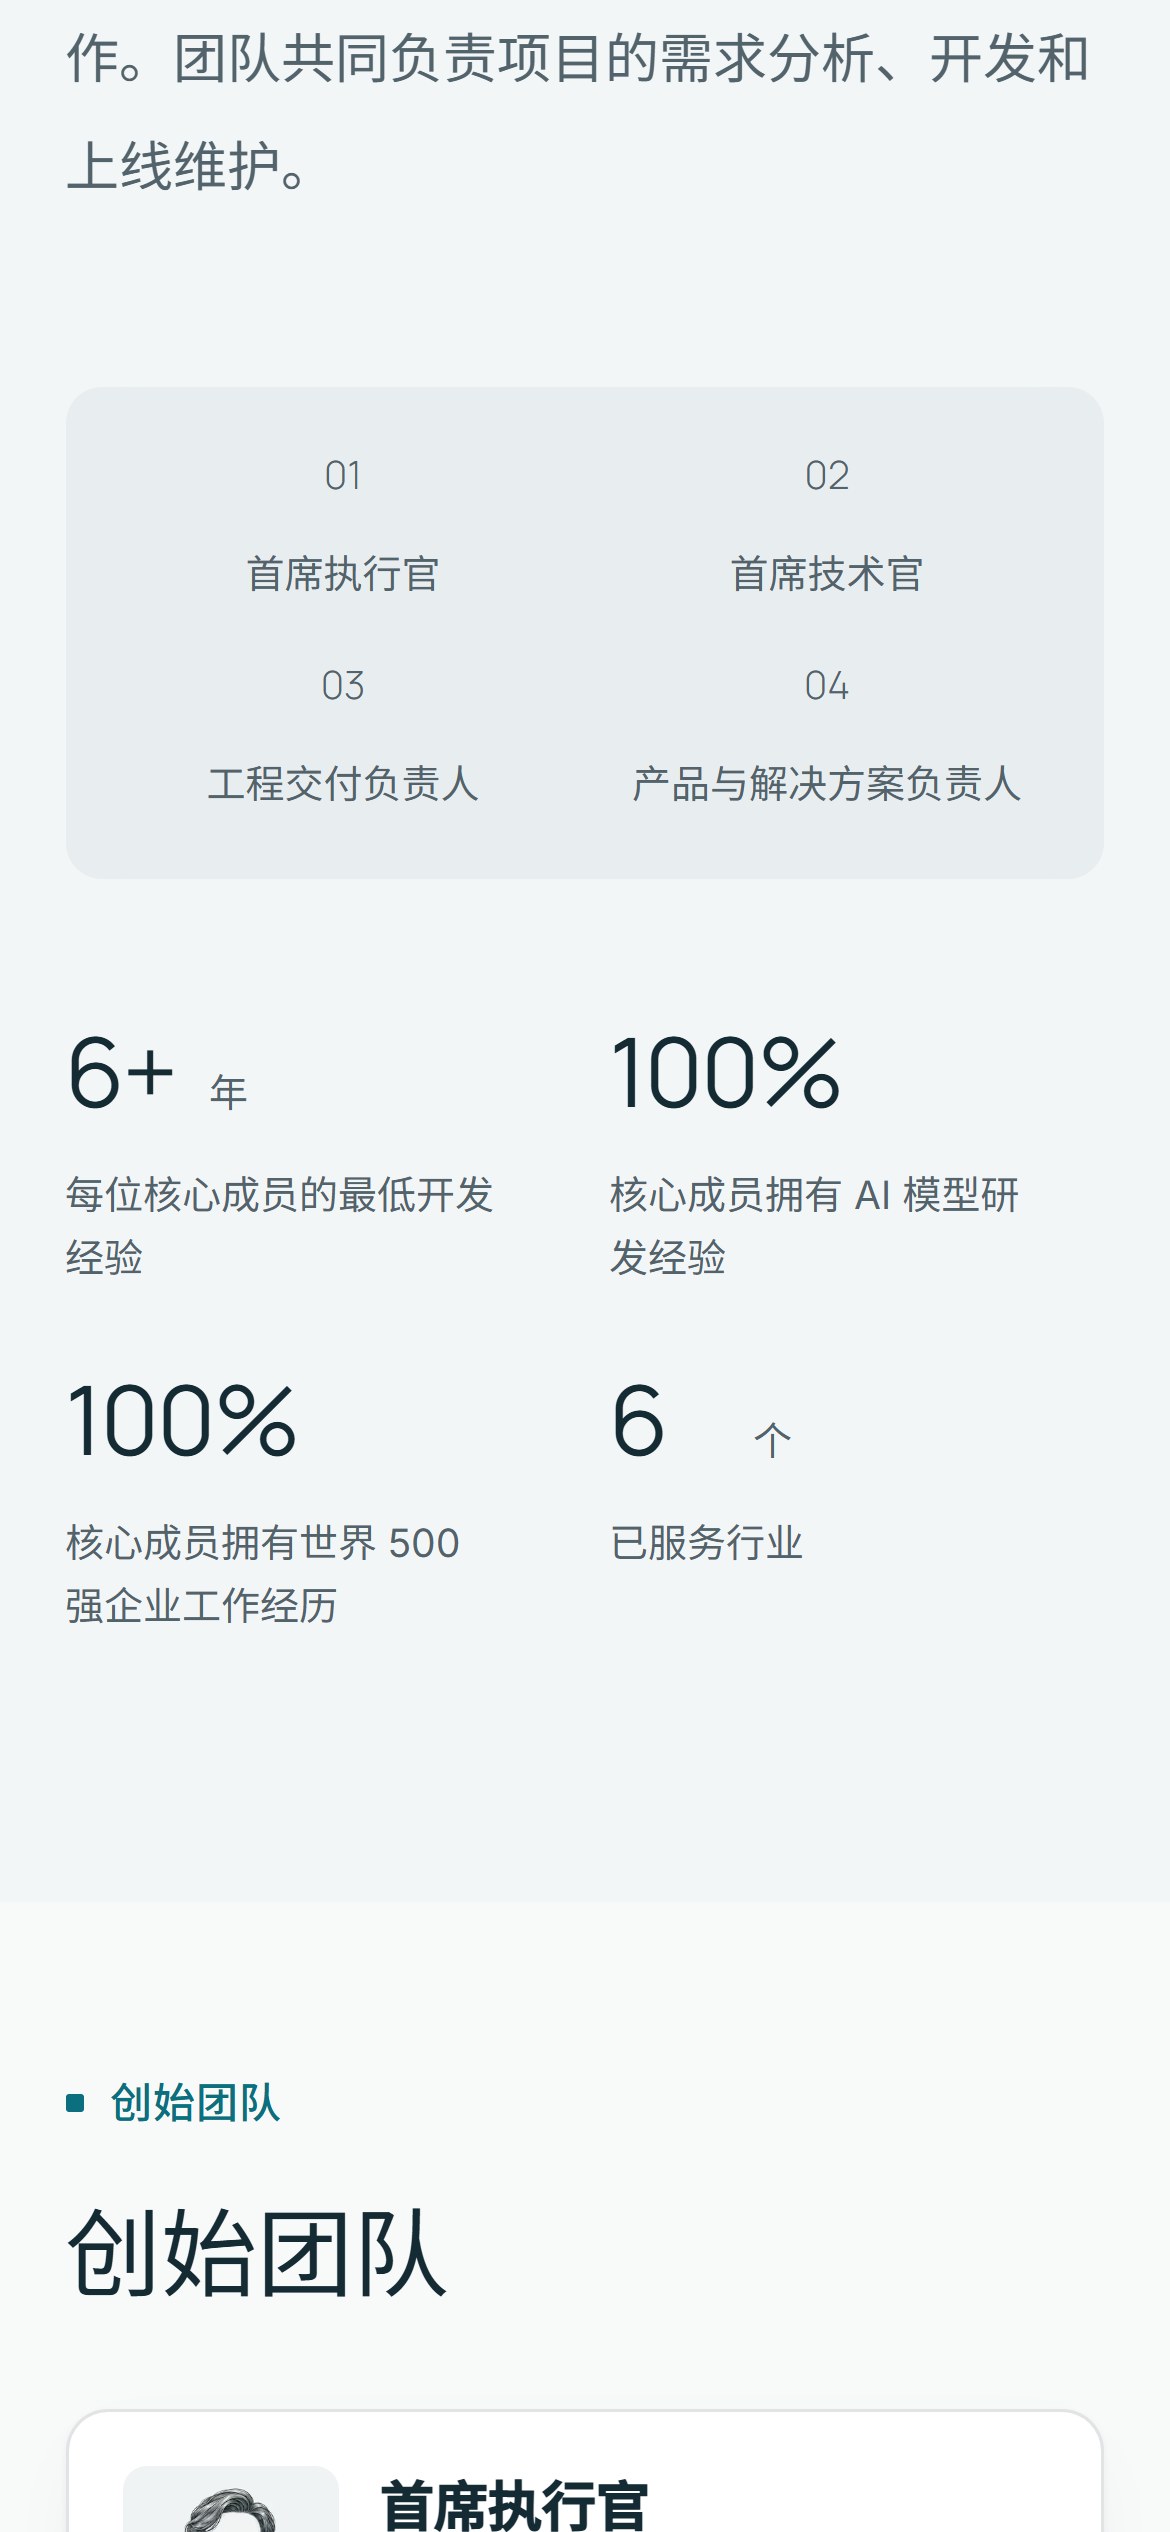 作。团队共同负责项目的需求分析、开发和
上线维护。
01
首席执行官
02
首席技术官
03
工程交付负责人
04
产品与解决方案负责人
6+ 年
每位核心成员的最低开发
经验
100%
核心成员拥有 AI 模型研
发经验
100%
核心成员拥有世界 500
强企业工作经历
6 个
已服务行业
创始团队
创始团队
首席执行官